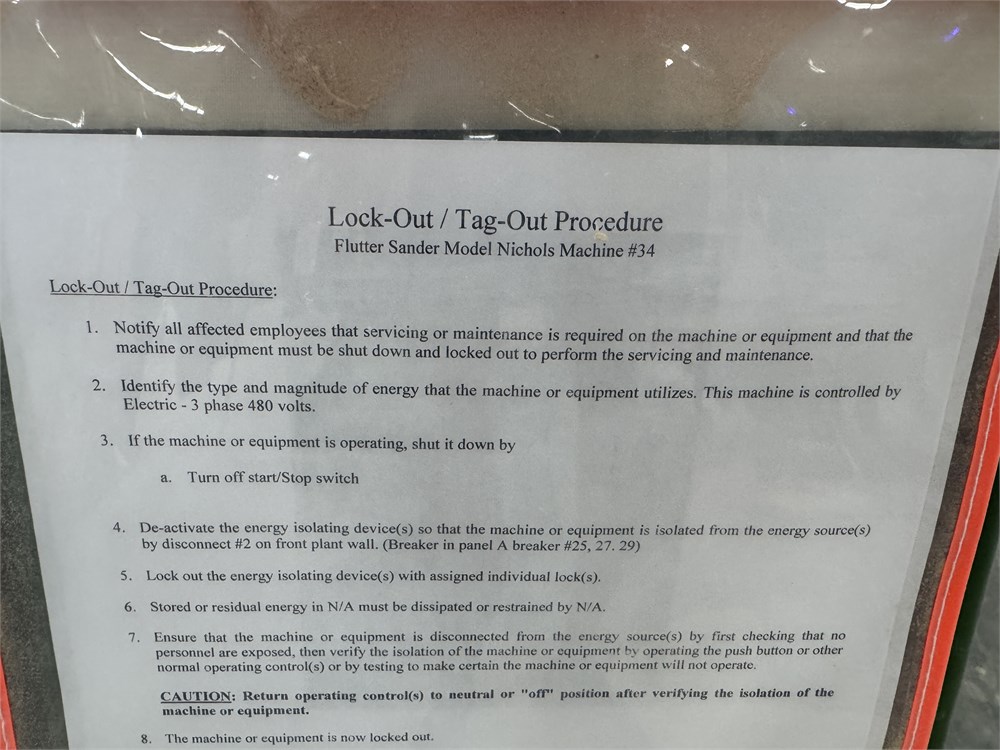 Lock-Out / Tag-Out Procedure
Flutter Sander Model Nichols Machine #34
Lock-Out / Tag-Out Procedure:
1. Notify all affected employees that servicing or maintenance is required on the machine or equipment and that the
machine or equipment must be shut down and locked out to perform the servicing and maintenance.
2. Identify the type and magnitude of energy that the machine or equipment utilizes. This machine is controlled by
Electric - 3 phase 480 volts.
3. If the machine or equipment is operating, shut it down by
a. Turn off start/Stop switch
4. De-activate the energy isolating device(s) so that the machine or equipment is isolated from the energy source(s)
by disconnect #2 on front plant wall. (Breaker in panel A breaker #25, 27. 29)
5. Lock out the energy isolating device(s) with assigned individual lock(s).
6. Stored or residual energy in N/A must be dissipated or restrained by N/A.
7. Ensure that the machine or equipment is disconnected from the energy source(s) by first checking that no
personnel are exposed, then verify the isolation of the machine or equipment by operating the push button or other
normal operating control(s) or by testing to make certain the machine or equipment will not operate.
CAUTION: Return operating control(s) to neutral or "off" position after verifying the isolation of the
machine or equipment.
8. The machine or equipment is now locked out.